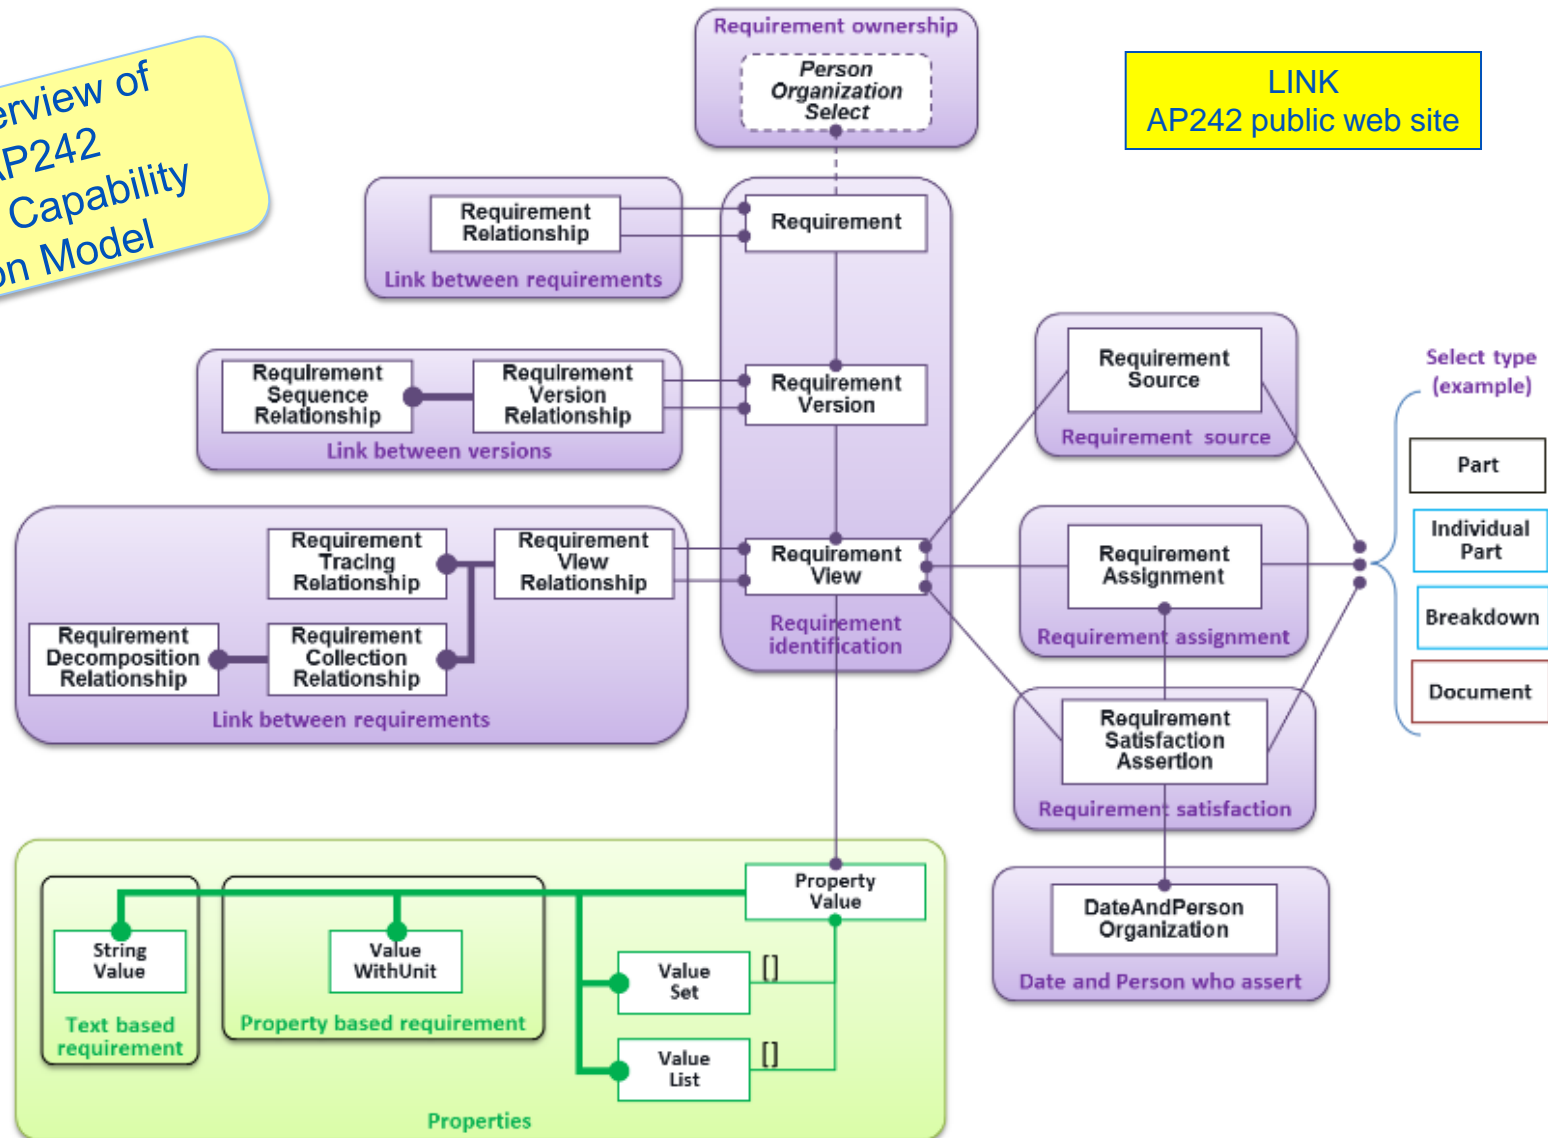 Requirement ownership
Person
Organization
Select
LINK
AP242 public web site
of
AP242
Capability
Model
Requirement
Relationship
Link between requirements
Requirement
Requirement
Sequence
Relationship
Requirement
Version
Relationship
Link between versions
Requirement
Version
Requirement
Source
Requirement source
Select type
(example)
Part
Individual
Part
Breakdown
Document
Requirement
Tracing
Relationship
Requirement
View
Relationship
Requirement
Decomposition
Relationship
Requirement
Collection
Relationship
Link between requirements
Requirement
View
Requirement
identification
Requirement
Assignment
Requirement assignment
Requirement
Satisfaction
Assertion
Requirement satisfaction
DateAndPerson
Organization
Date and Person who assert
Property
Value
String
Value
Text based
requirement
Value
WithUnit
Property based requirement
Value
Set
[]
Value
List
[]
Properties